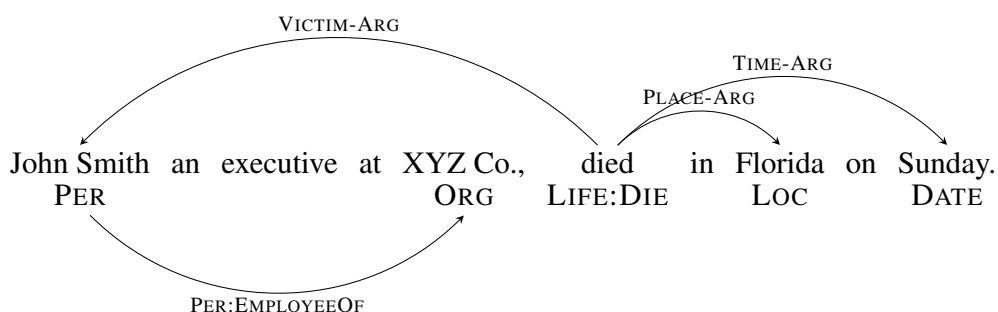 VICTIM-ARG
TIME-ARG
PLACE-ARG
John Smith an executive at XYZ Co., died in Florida on Sunday.
PER ORG LIFE:DIE LOC DATE
PER:EMPLOYEEOF